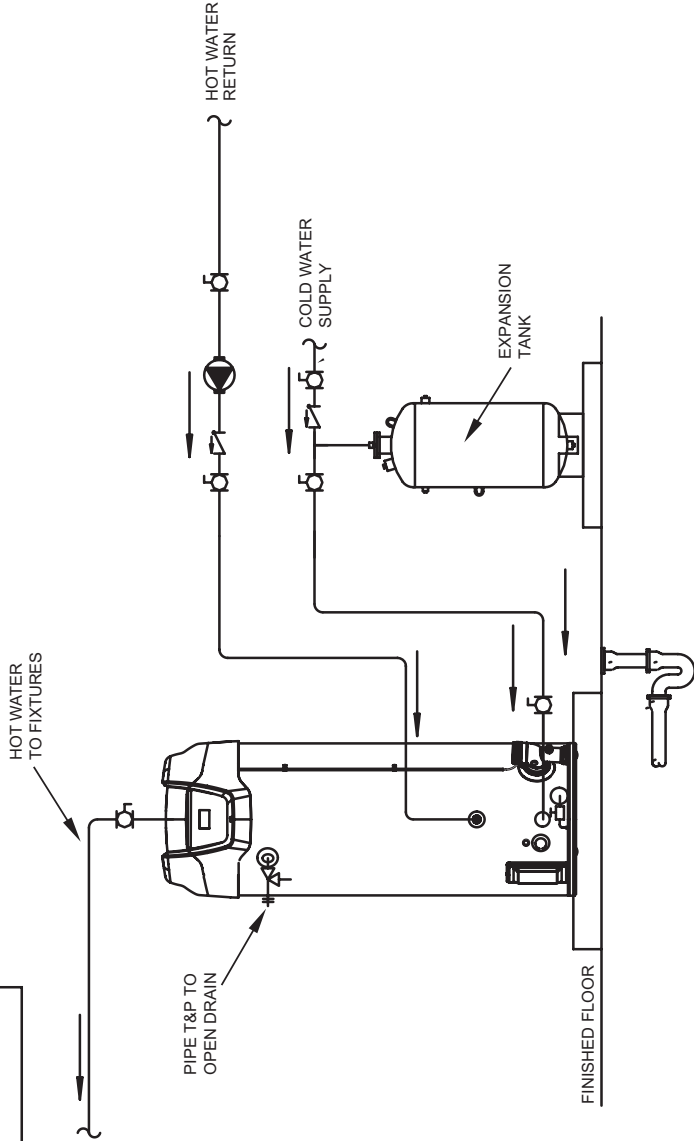 HOT WATER
TO FIXTURES
HOT WATER
RETURN
COLD WATER
SUPPLY
EXPANSION
TANK
PIPE T&P TO
OPEN DRAIN
FINISHED FLOOR